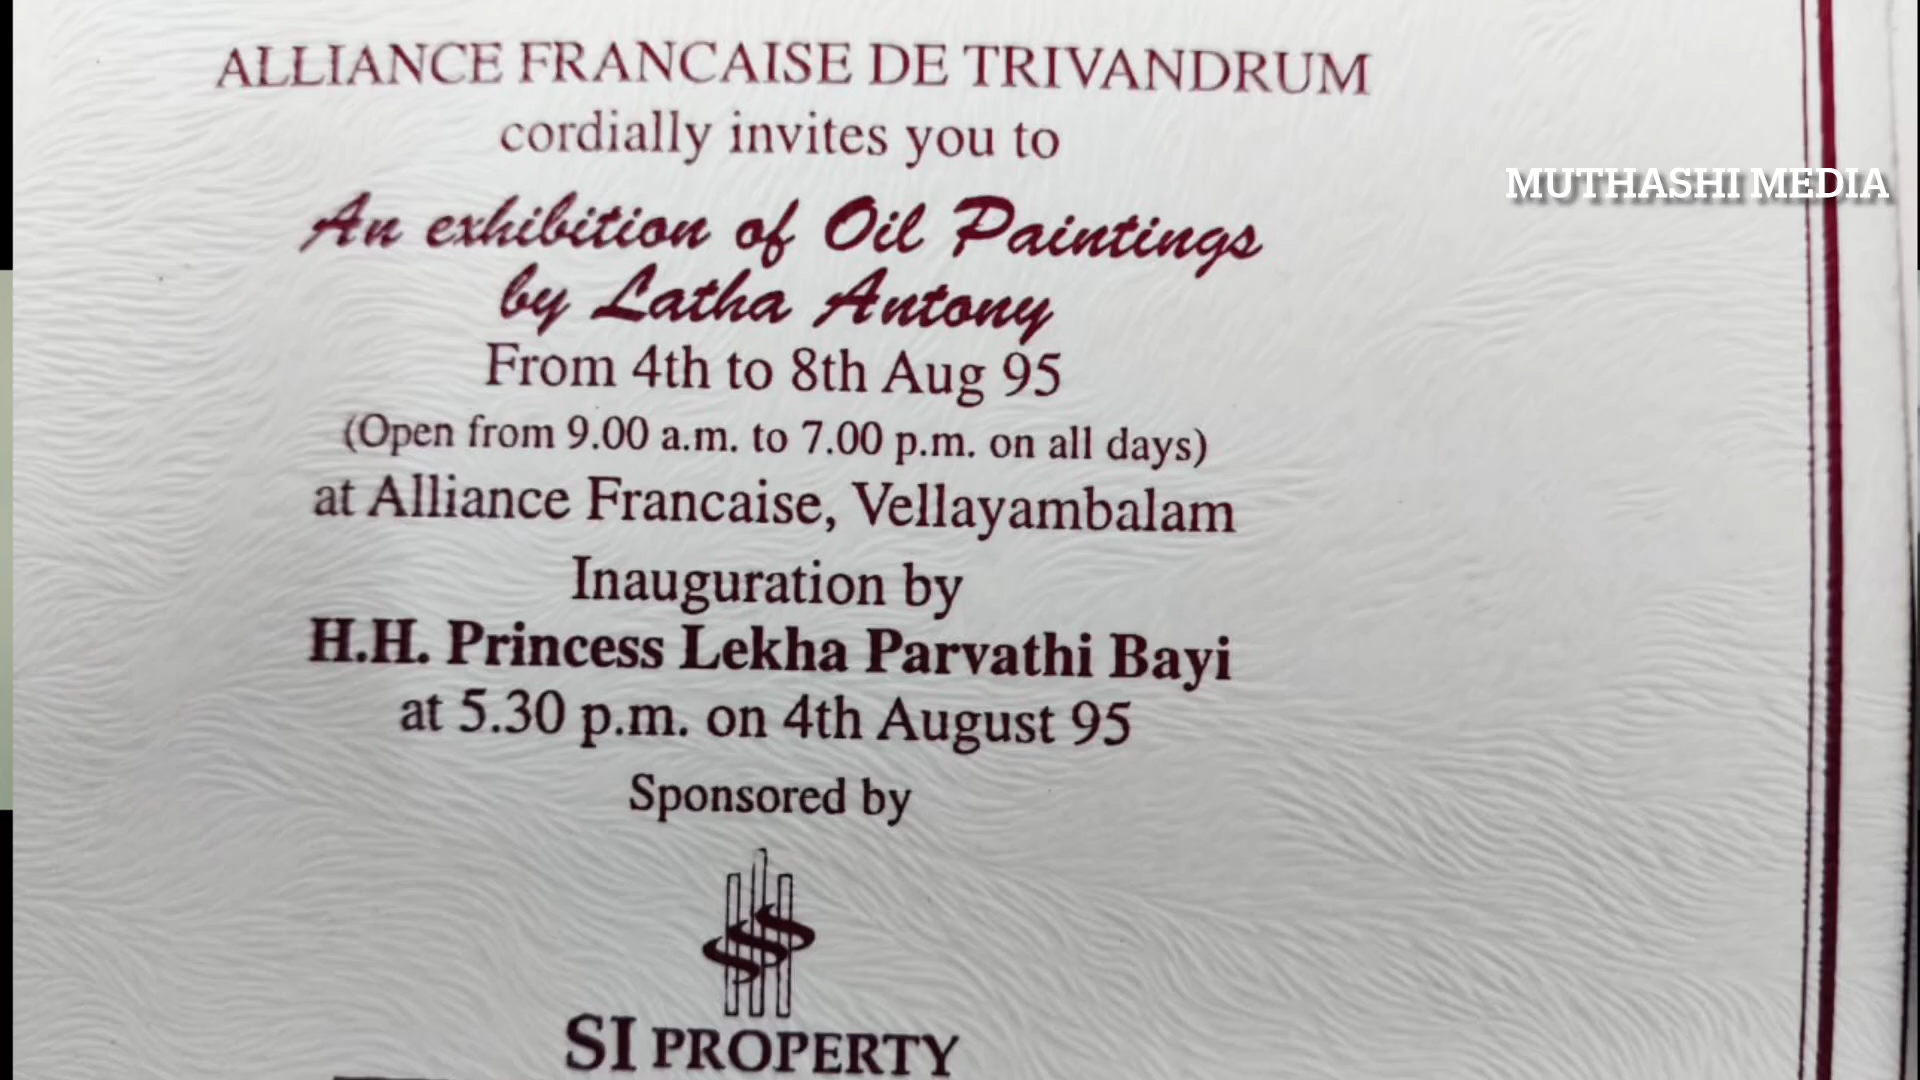 ALLIANCE FRANCAISE DE TRIVANDRUM
cordially invites you to
MUTHASHI MEDIA
An exhibition of Oil Paintings
by Latha Antony
From 4th to 8th Aug 95
(Open from 9.00 a.m. to 7.00 p.m. on all days)
at Alliance Francaise, Vellayambalam
Inauguration by
H.H. Princess Lekha Parvathi Bayi
at 5.30 p.m. on 4th August 95
Sponsored by
SI PROPERTY